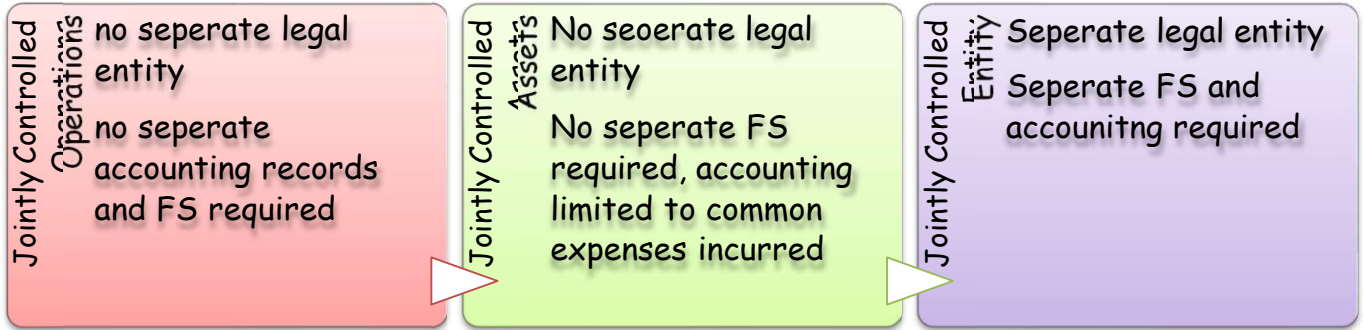 Jointly Controlled
Operations
no seperate legal
entity
no seperate
accounting records
and FS required
Jointly Controlled
Assets
No seoerate legal
entity
No seperate FS
required, accounting
limited to common
expenses incurred
Jointly Controlled
Entity
Seperate legal entity
Seperate FS and
accounitng required